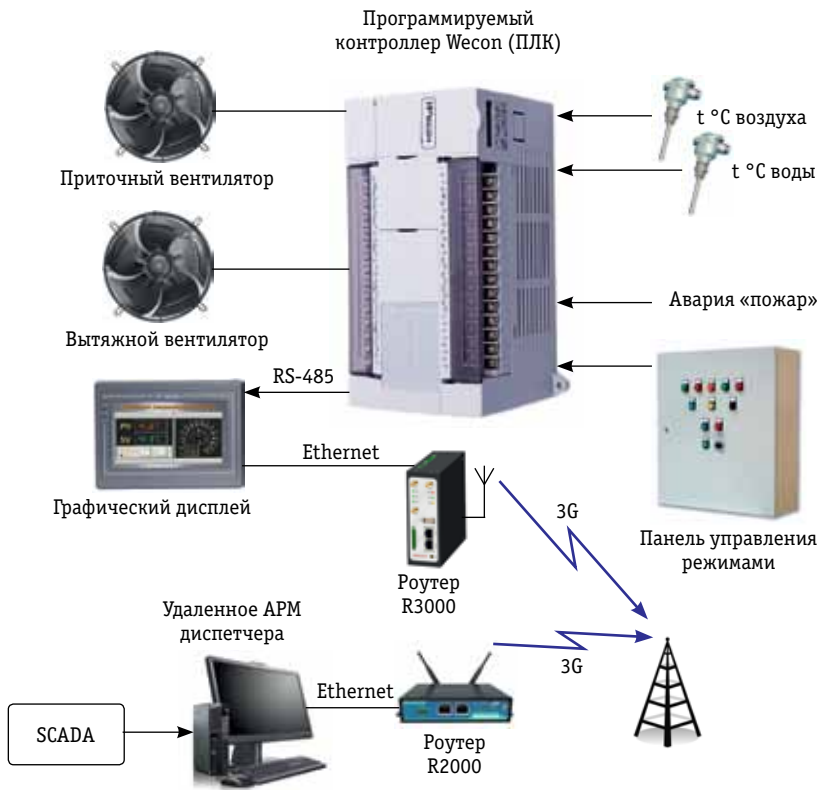 Программируемый
контроллер Wecon (ПЛК)
t °C воздуха
Приточный вентилятор
t °C воды
Авария «пожар»
Вытяжной вентилятор
RS-485
Ethernet
Графический дисплей
3G
Панель управления
режимами
Роутер
R3000
Удаленное АРМ
диспетчера
3G
Ethernet
SCADA
Роутер
R2000